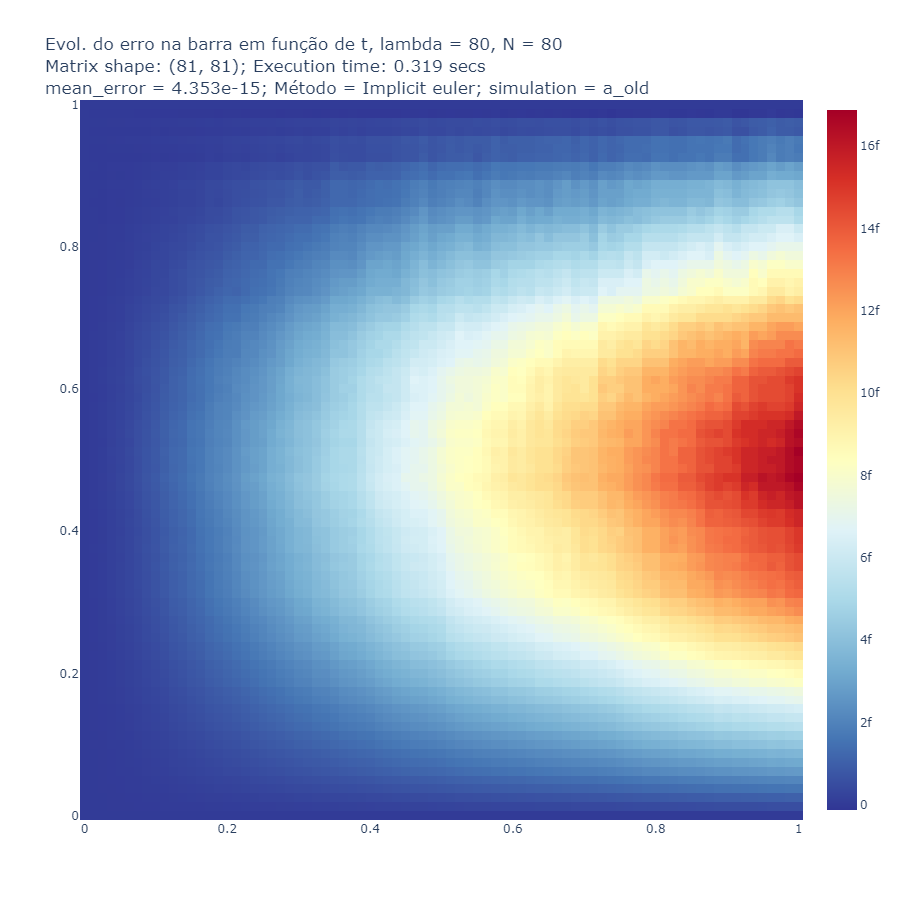 Evol. do erro na barra em função de t, lambda = 80, N = 80
Matrix shape: (81, 81); Execution time: 0.319 secs
mean_error = 4.353e-15; Método = Implicit euler; simulation = a_old
1
0.8
0.6
0.4
0.2
0
0 0.2 0.4 0.6 0.8 1
16f
14f
12f
10f
8f
6f
4f
2f
0